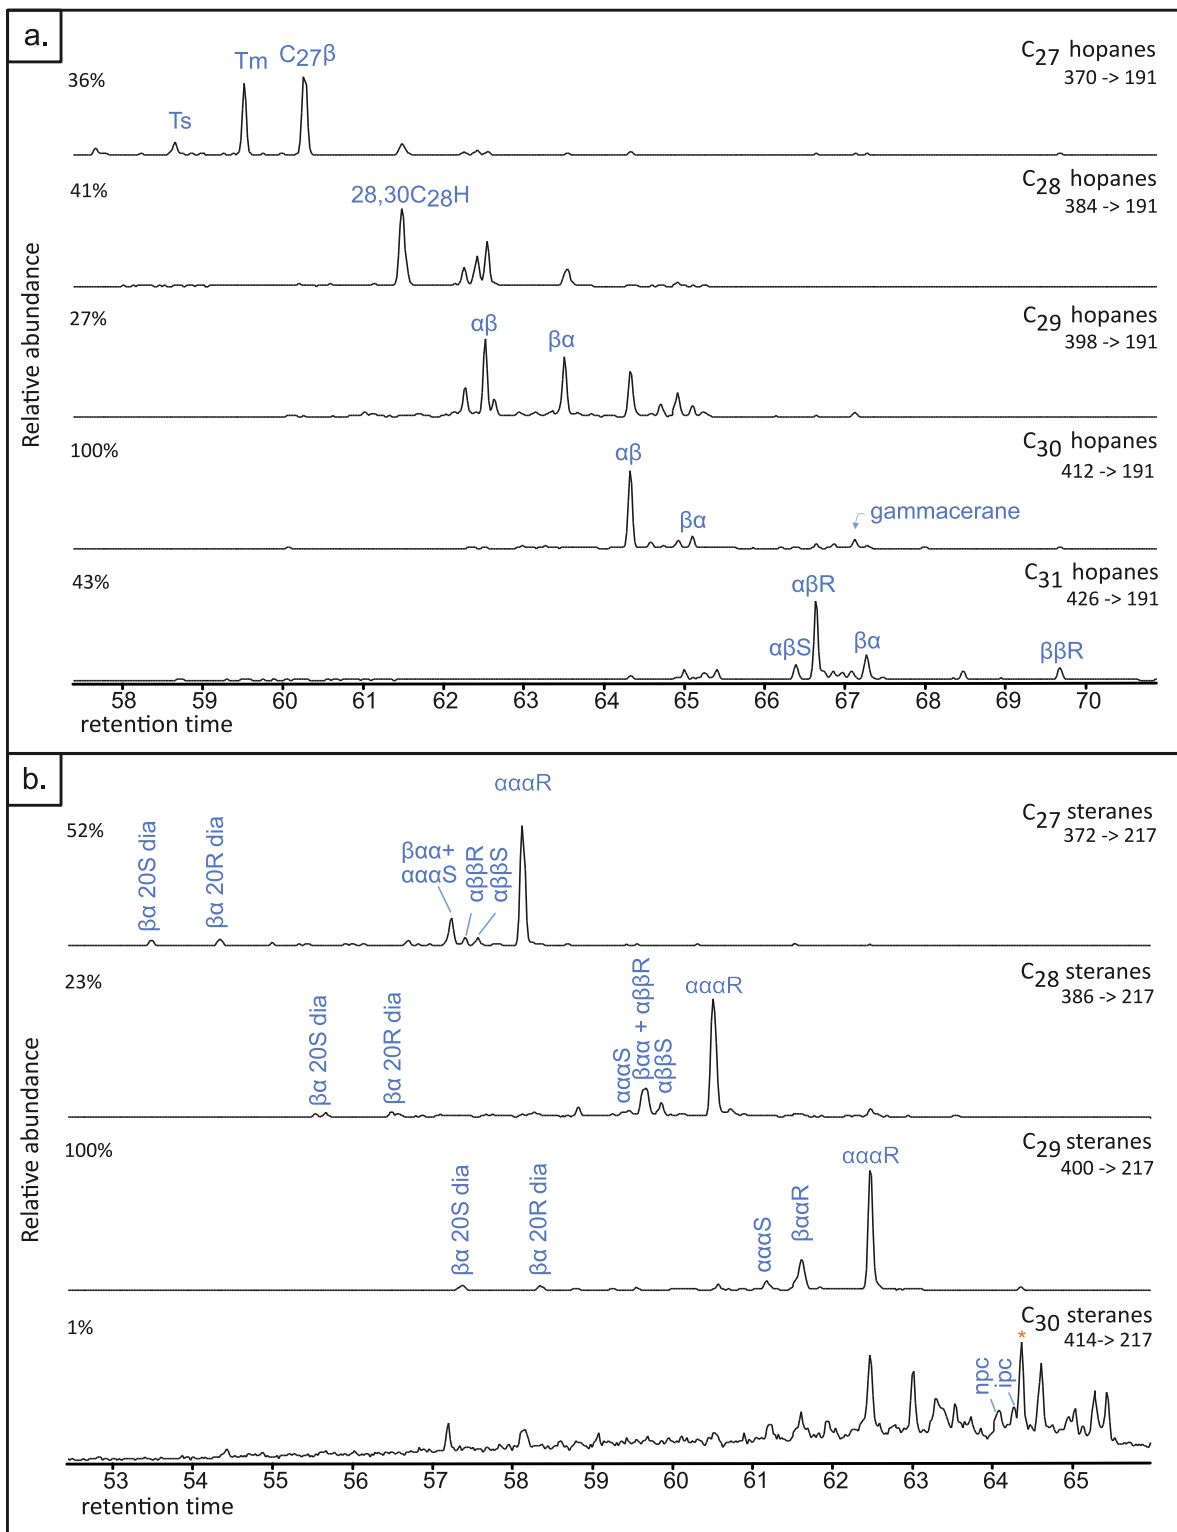 a.
C27 hopanes
370 -> 191
36%
Ts
Tm
C27β
C28 hopanes
384 -> 191
41%
28,30C28H
C29 hopanes
398 -> 191
27%
αβ
βα
C30 hopanes
412 -> 191
100%
αβ
βα
gammacerane
C31 hopanes
426 -> 191
43%
αβS
αβR
βα
ββR
Relative abundance
58 59 60 61 62 63 64 65 66 67 68 69 70
retention time
b.
C27 steranes
372 -> 217
52%
βα 20S dia
βα 20R dia
βαα+
αααS
αββR
αββS
αααR
C28 steranes
386 -> 217
23%
βα 20S dia
βα 20R dia
αααS
βαα + αββR
αββS
αααR
C29 steranes
400 -> 217
100%
βα 20S dia
βα 20R dia
αααS
βααR
αααR
C30 steranes
414-> 217
1%
npc
ipc
*
Relative abundance
53 54 55 56 57 58 59 60 61 62 63 64 65
retention time